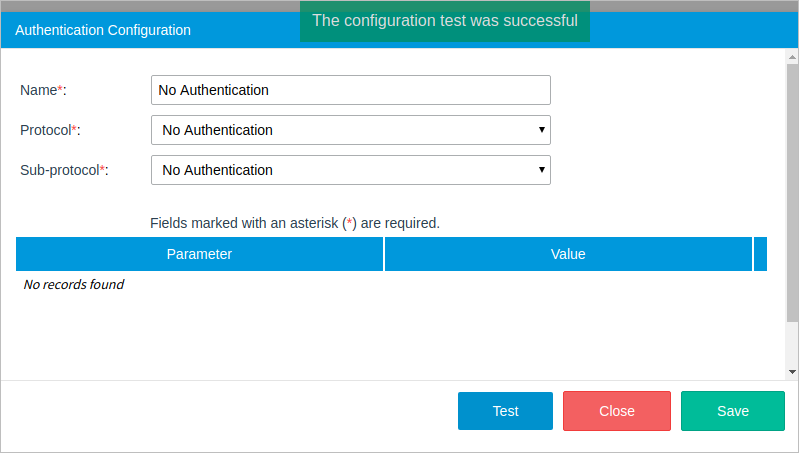 The configuration test was successful
Authentication Configuration
Name*: No Authentication
Protocol*: No Authentication
Sub-protocol*: No Authentication
Fields marked with an asterisk (*) are required.
Parameter Value
No records found
Test Close Save